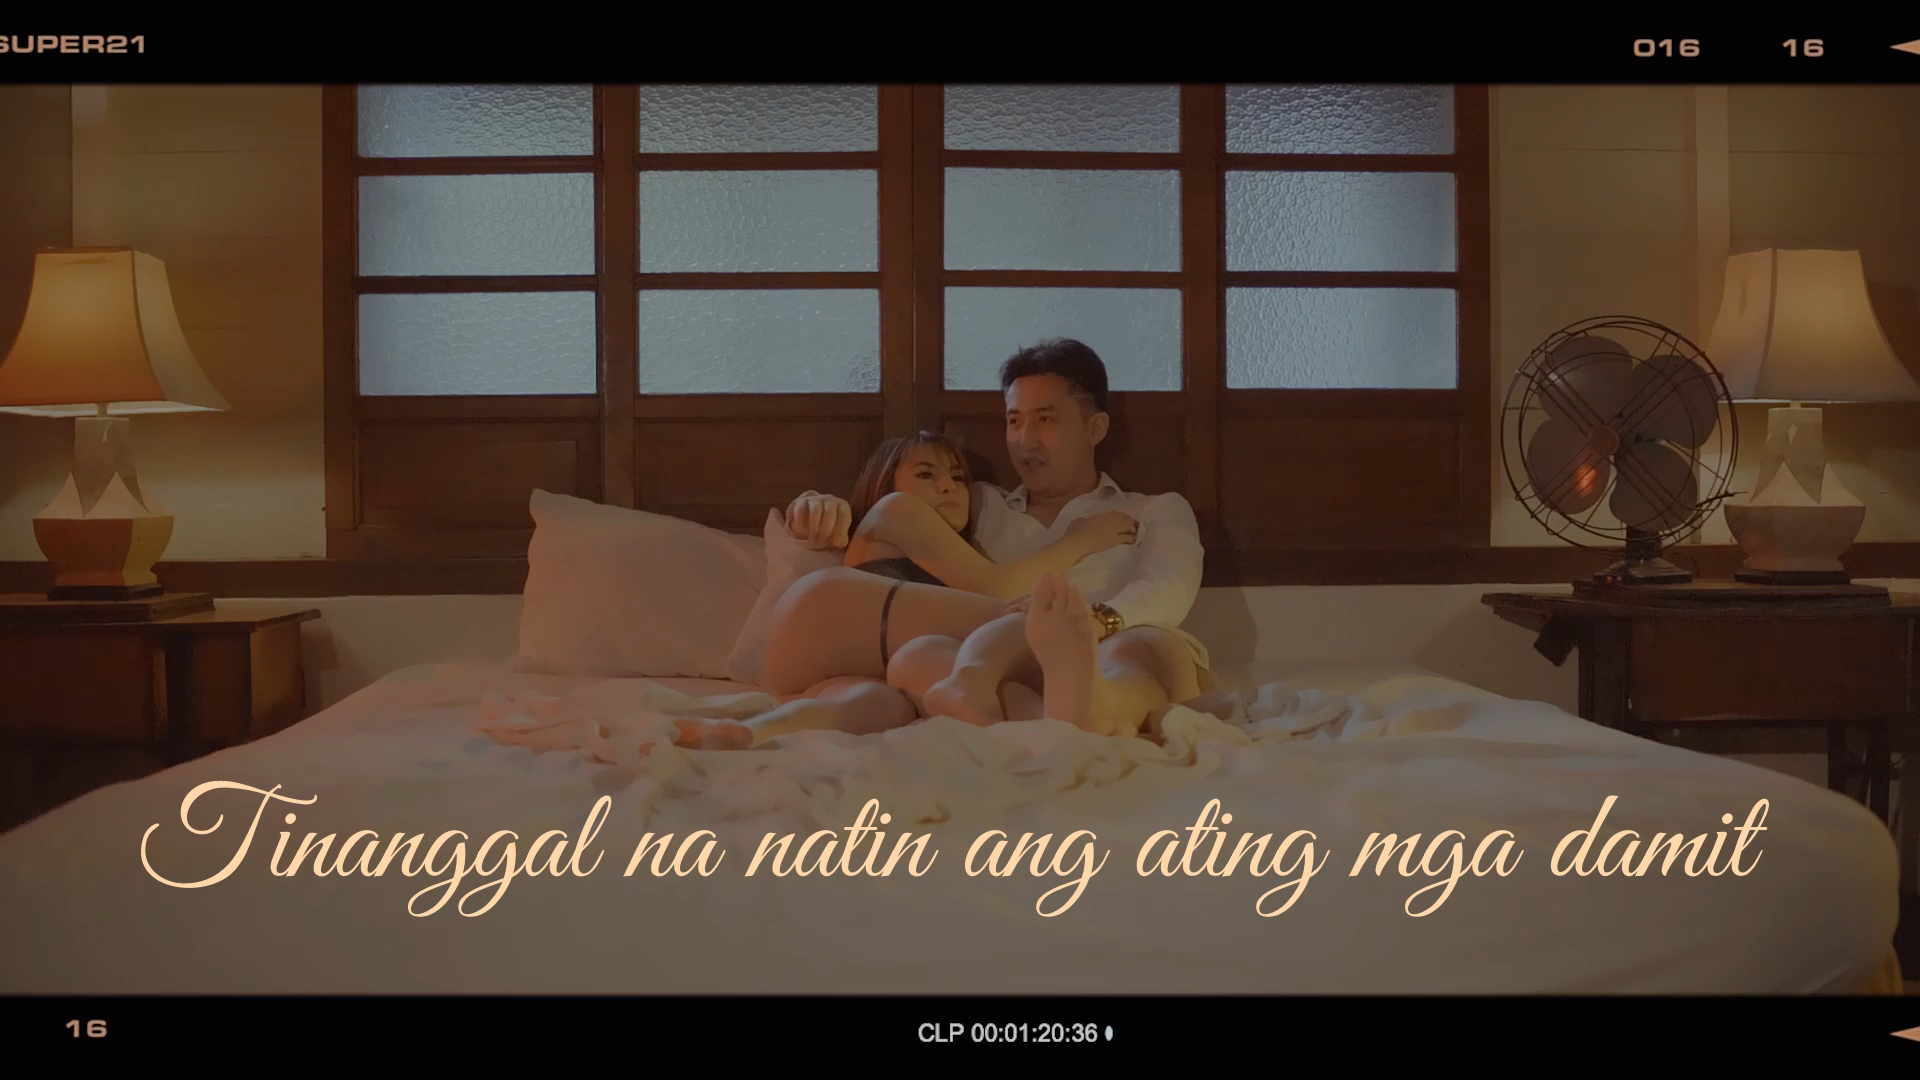 SUPER21
016 16
Tinanggal na natin ang ating mga damit
16
CLP 00:01:20:36